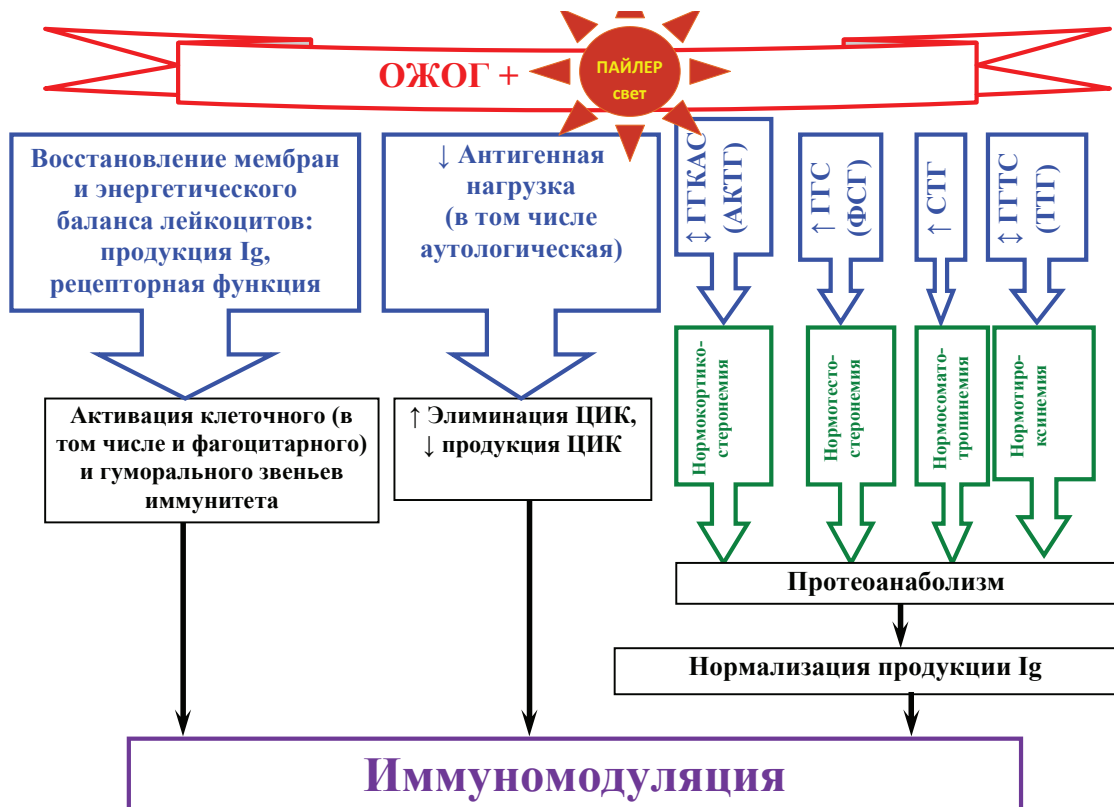 ОЖОГ +
ПАЙЛЕР
свет
Восстановление мембран
и энергетического
баланса лейкоцитов:
продукция Ig,
рецепторная функция
↓ Антигенная
нагрузка
(в том числе
аутологическая)
↕ ГГКАС
(АКТГ)
↑ ГГС
(ФСГ)
↑ СТГ
↕ ГГТС
(ТТГ)
Активация клеточного (в
том числе и фагоцитарного)
и гуморального звеньев
иммунитета
↑ Элиминация ЦИК,
↓ продукция ЦИК
Нормокортико-
стеронемия
Нормотесто-
стеронемия
Нормосомато-
тропинемия
Нормотиро-
ксинемия
Протеоанаболизм
Нормализация продукции Ig
Иммуномодуляция